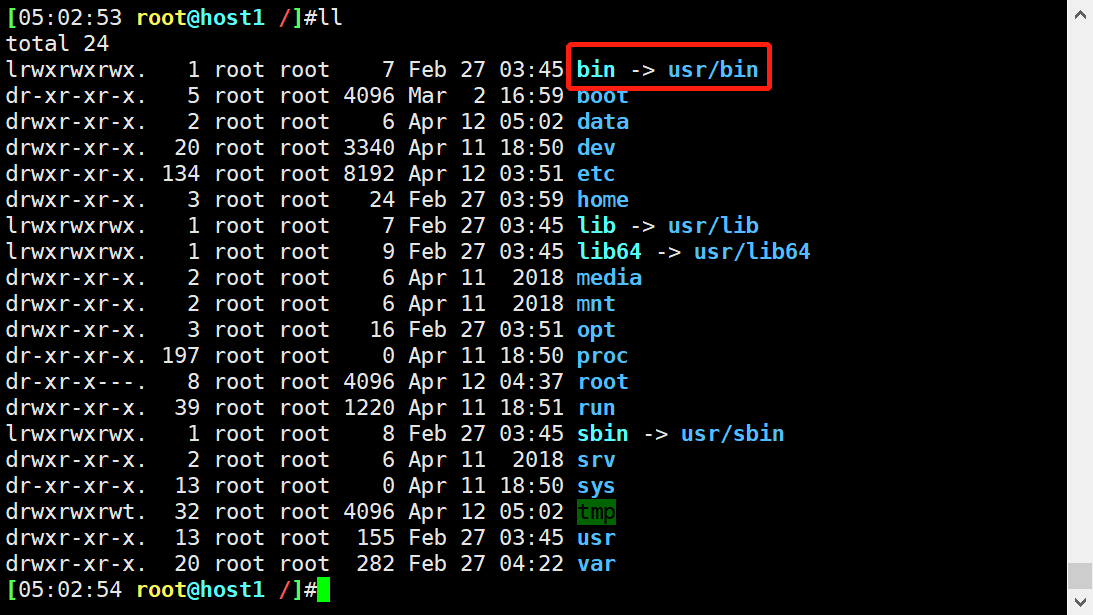 [05:02:53 root@host1 /]#ll
total 24
lrwxrwxrwx.   1 root root    7 Feb 27 03:45 bin -> usr/bin
dr-xr-xr-x.   5 root root 4096 Mar  2 16:59 boot
drwxr-xr-x.   2 root root    6 Apr 12 05:02 data
drwxr-xr-x.  20 root root 3340 Apr 11 18:50 dev
drwxr-xr-x. 134 root root 8192 Apr 12 03:51 etc
drwxr-xr-x.   3 root root   24 Feb 27 03:59 home
lrwxrwxrwx.   1 root root    7 Feb 27 03:45 lib -> usr/lib
lrwxrwxrwx.   1 root root    9 Feb 27 03:45 lib64 -> usr/lib64
drwxr-xr-x.   2 root root    6 Apr 11  2018 media
drwxr-xr-x.   2 root root    6 Apr 11  2018 mnt
drwxr-xr-x.   3 root root   16 Feb 27 03:51 opt
dr-xr-xr-x. 197 root root    0 Apr 11 18:50 proc
dr-xr-x---.   8 root root 4096 Apr 12 04:37 root
drwxr-xr-x.  39 root root 1220 Apr 11 18:51 run
lrwxrwxrwx.   1 root root    8 Feb 27 03:45 sbin -> usr/sbin
drwxr-xr-x.   2 root root    6 Apr 11  2018 srv
dr-xr-xr-x.  13 root root    0 Apr 11 18:50 sys
drwxrwxrwt.  32 root root 4096 Apr 12 05:02 tmp
drwxr-xr-x.  13 root root  155 Feb 27 03:45 usr
drwxr-xr-x.  20 root root  282 Feb 27 04:22 var
[05:02:54 root@host1 /]#